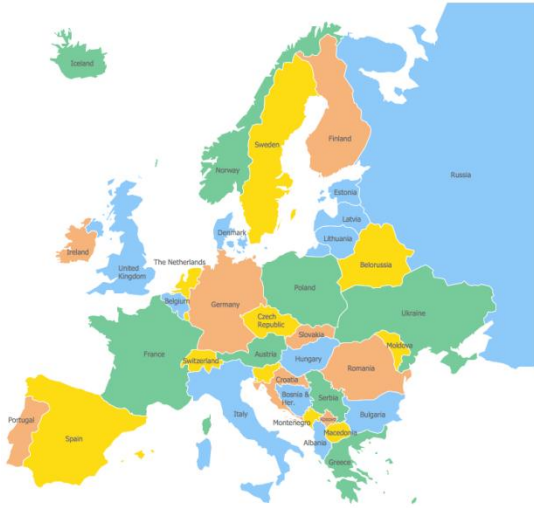 Iceland
Sweden
Finland
Norway
Russia
Estonia
Latvia
Denmark
Lithuania
Ireland
The Netherlands
Belorussia
United
Kingdom
Poland
Belgium
Germany
Ukraine
Czech
Republic
Slovakia
Moldova
France
Austria
Switzerland
Hungary
Romania
Croatia
Bosnia &
Her.
Serbia
Portugal
Italy
Bulgaria
Spain
Montenegro
Macedonia
Albania
Greece